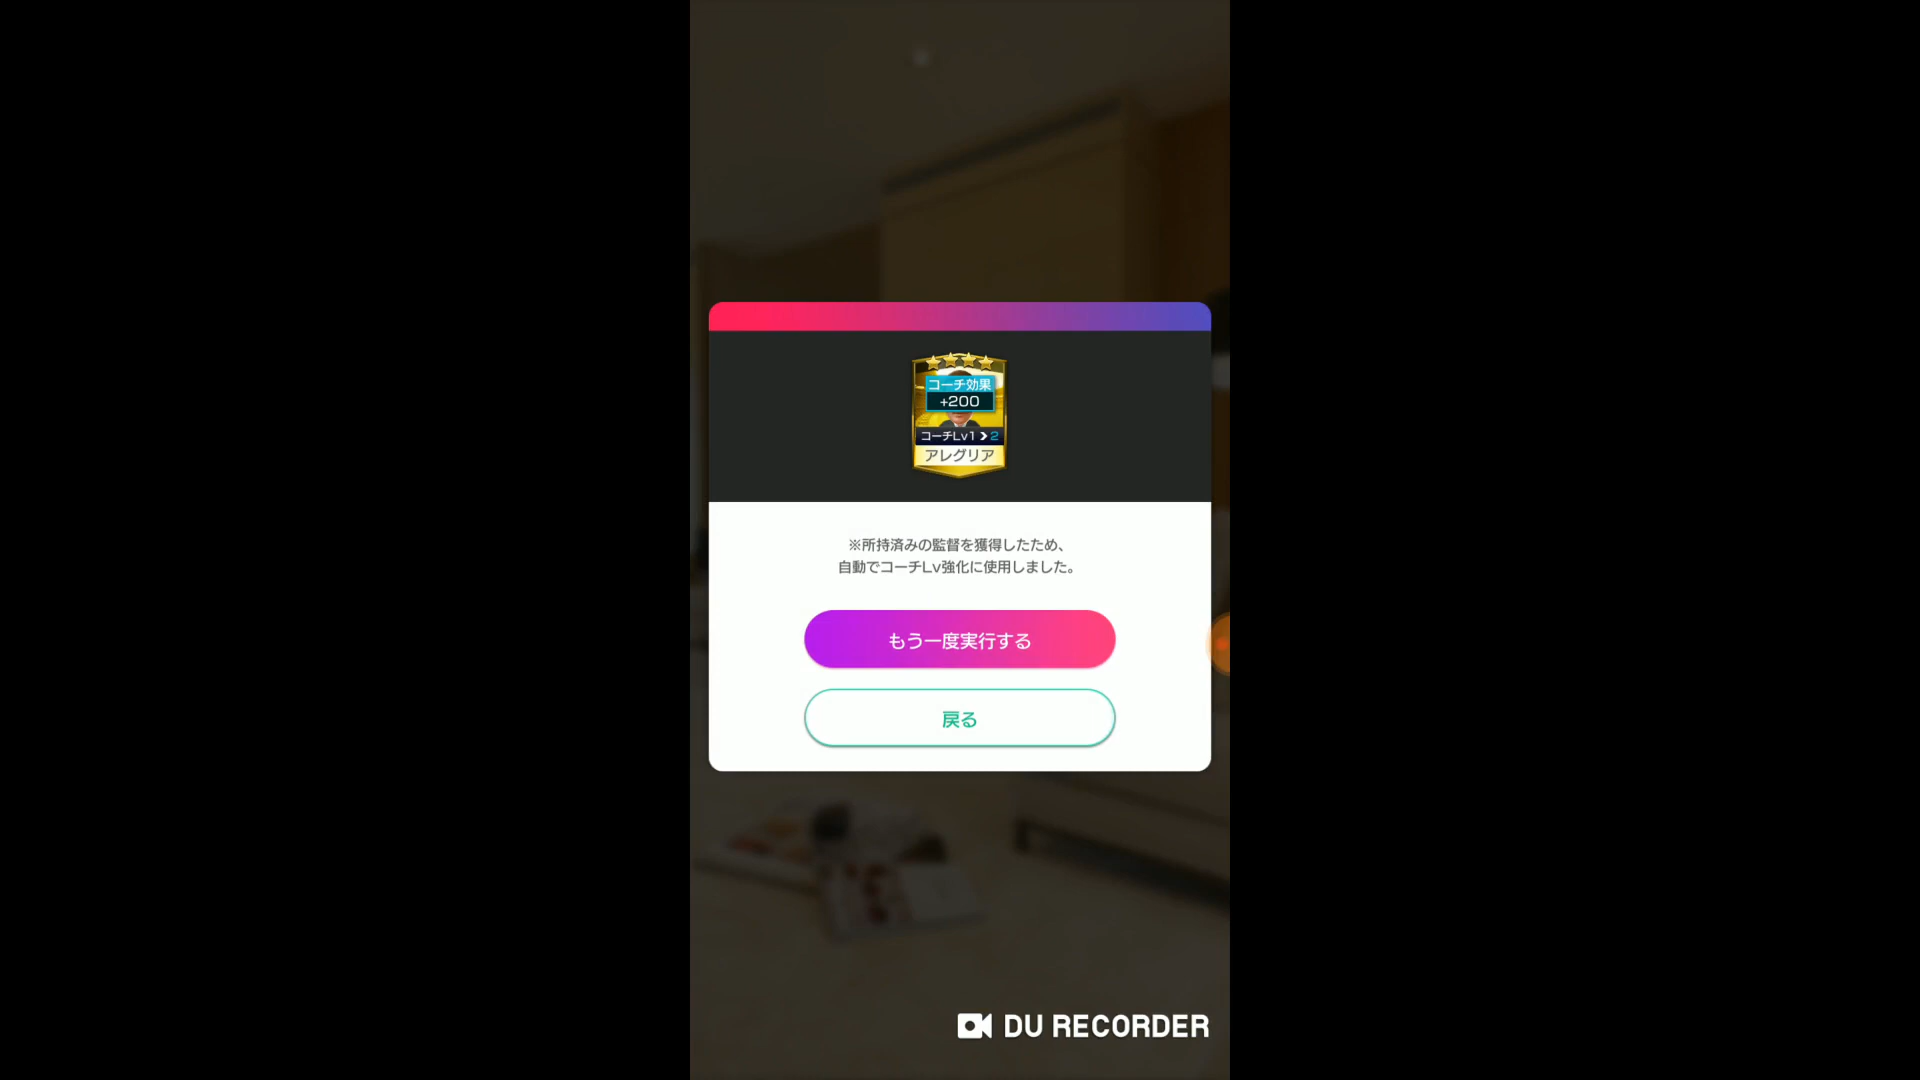 コーチ効果
+200
コーチLv1 > 2
アレグリア
※所持済みの監督を獲得したため、
自動でコーチLv強化に使用しました。
もう一度実行する
戻る
DU RECORDER